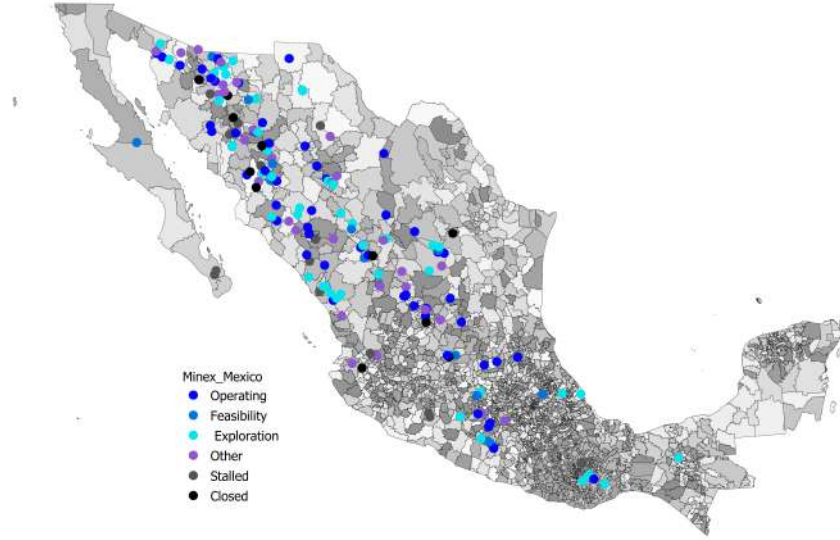 Minex_Mexico
Operating
Feasibility
Exploration
Other
Stalled
Closed